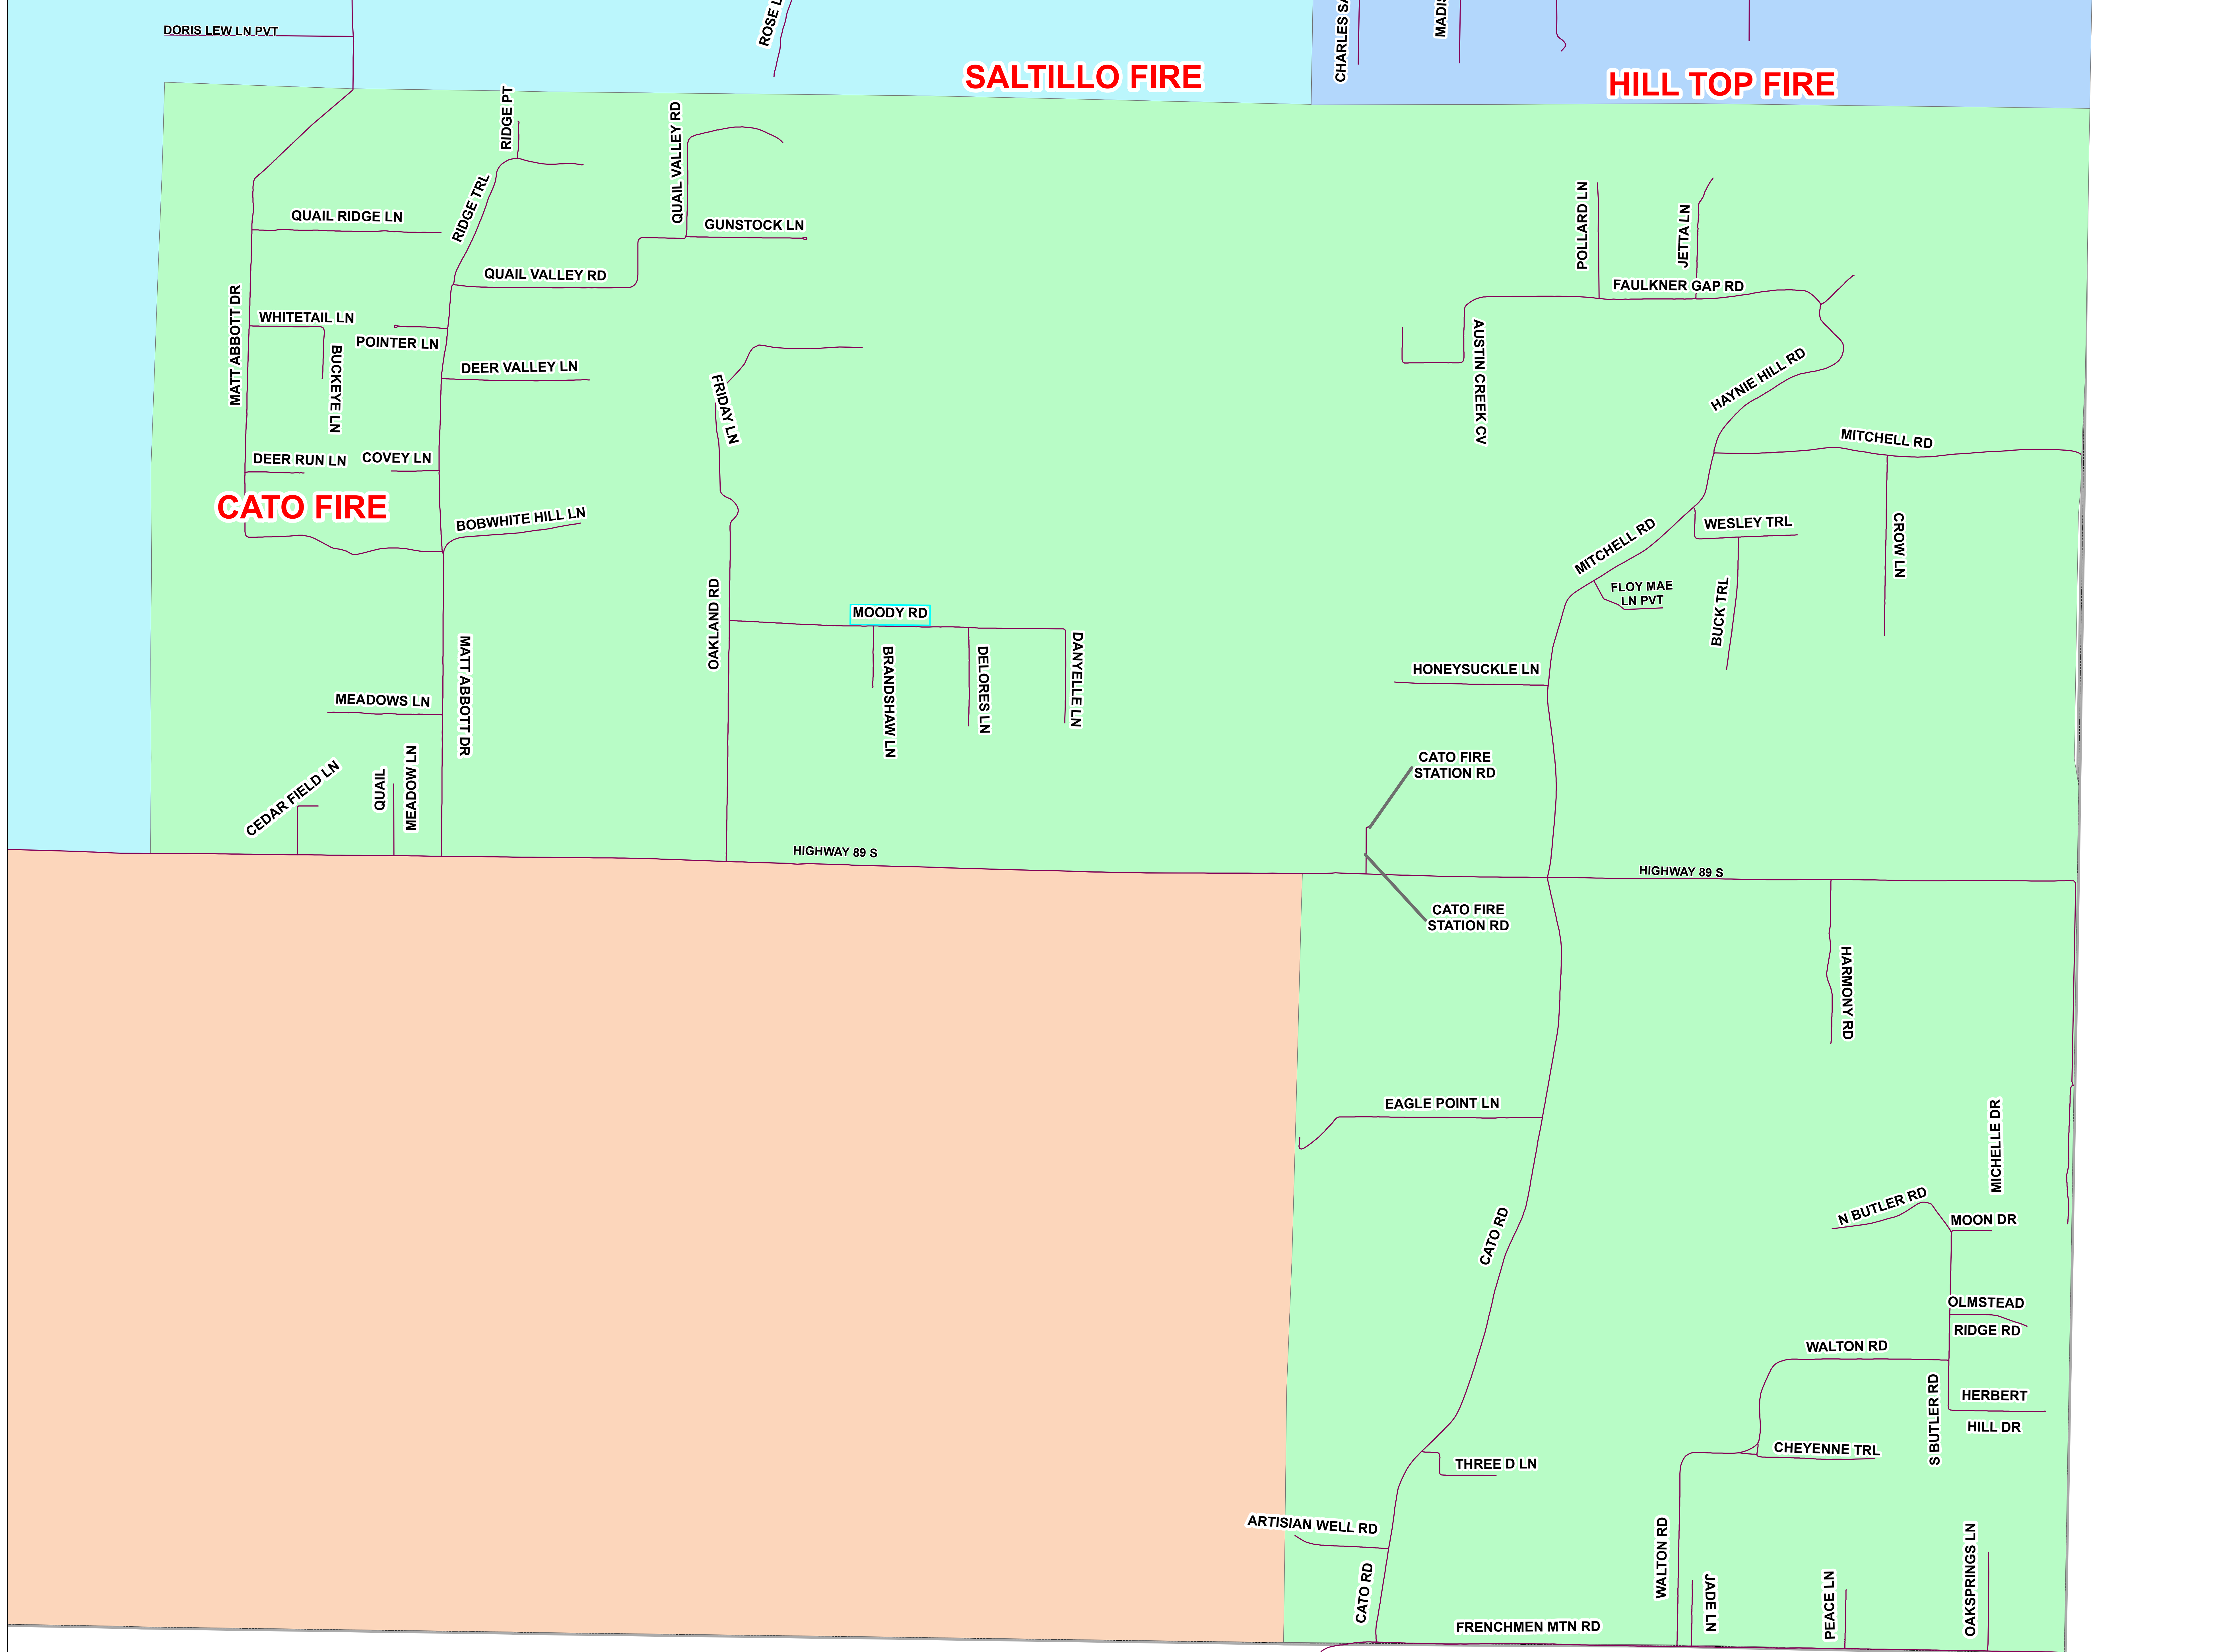 DORIS LEW LN PVT
ROSE L
CHARLES SA
MADIS
SALTILLO FIRE
HILL TOP FIRE
RIDGE PT
QUAIL VALLEY RD
RIDGE TRL
QUAIL RIDGE LN
GUNSTOCK LN
POLLARD LN
JETTA LN
QUAIL VALLEY RD
FAULKNER GAP RD
MATT ABBOTT DR
WHITETAIL LN
POINTER LN
BUCKEYE LN
DEER VALLEY LN
FRIDAY LN
AUSTIN CREEK CV
HAYNIE HILL RD
MITCHELL RD
DEER RUN LN
COVEY LN
CATO FIRE
BOBWHITE HILL LN
MITCHELL RD
WESLEY TRL
CROW LN
FLOY MAE
LN PVT
BUCK TRL
OAKLAND RD
MOODY RD
BRANDSHAW LN
DELORES LN
DANYELLE LN
MATT ABBOTT DR
HONEYSUCKLE LN
MEADOWS LN
CEDAR FIELD LN
QUAIL
MEADOW LN
CATO FIRE
STATION RD
HIGHWAY 89 S
HIGHWAY 89 S
CATO FIRE
STATION RD
HARMONY RD
EAGLE POINT LN
MICHELLE DR
N BUTLER RD
MOON DR
CATO RD
OLMSTEAD
RIDGE RD
WALTON RD
S BUTLER RD
HERBERT
HILL DR
CHEYENNE TRL
THREE D LN
ARTISIAN WELL RD
CATO RD
WALTON RD
JADE LN
PEACE LN
OAKSPRINGS LN
FRENCHMEN MTN RD